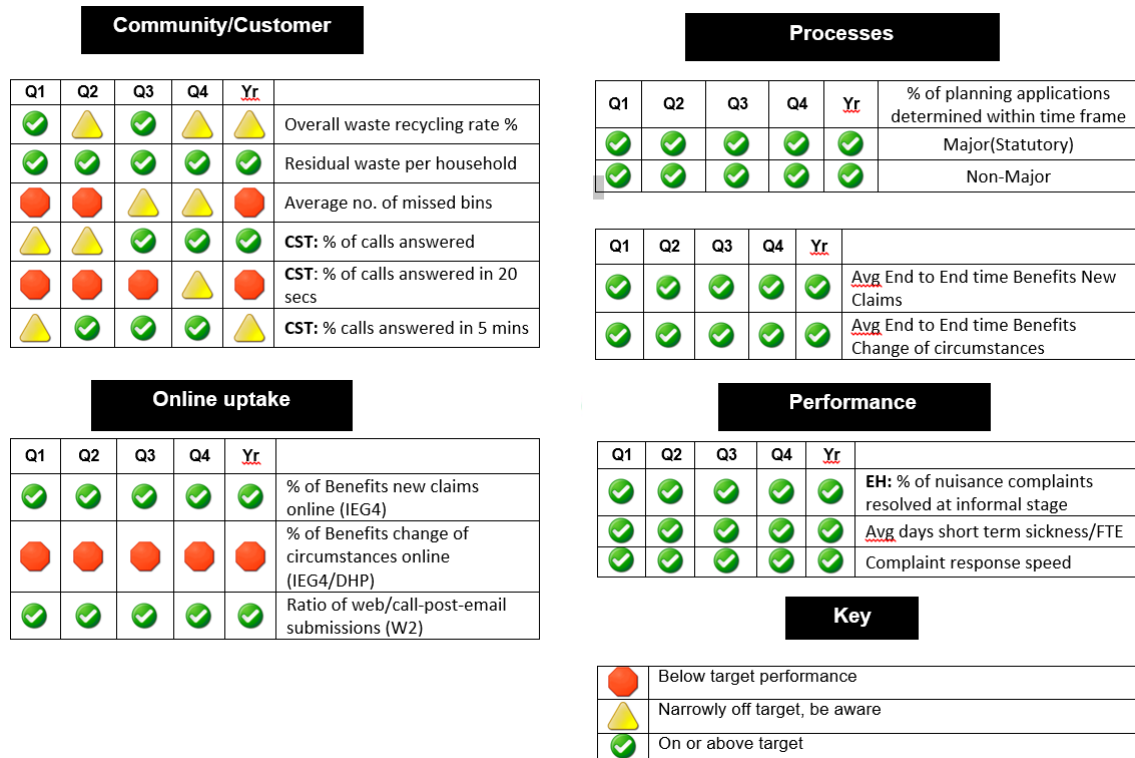 Community/Customer
Q1 Q2 Q3 Q4 Yr
Overall waste recycling rate %
Residual waste per household
Average no. of missed bins
CST: % of calls answered
CST: % of calls answered in 20
secs
CST: % calls answered in 5 mins
Online uptake
Q1 Q2 Q3 Q4 Yr
% of Benefits new claims
online (IEG4)
% of Benefits change of
circumstances online
(IEG4/DHP)
Ratio of web/call-post-email
submissions (W2)
Processes
Q1 Q2 Q3 Q4 Yr % of planning applications
determined within time frame
Major(Statutory)
Non-Major
Q1 Q2 Q3 Q4 Yr
Avg End to End time Benefits New
Claims
Avg End to End time Benefits
Change of circumstances
Performance
Q1 Q2 Q3 Q4 Yr
EH: % of nuisance complaints
resolved at informal stage
Avg days short term sickness/FTE
Complaint response speed
Key
Below target performance
Narrowly off target, be aware
On or above target